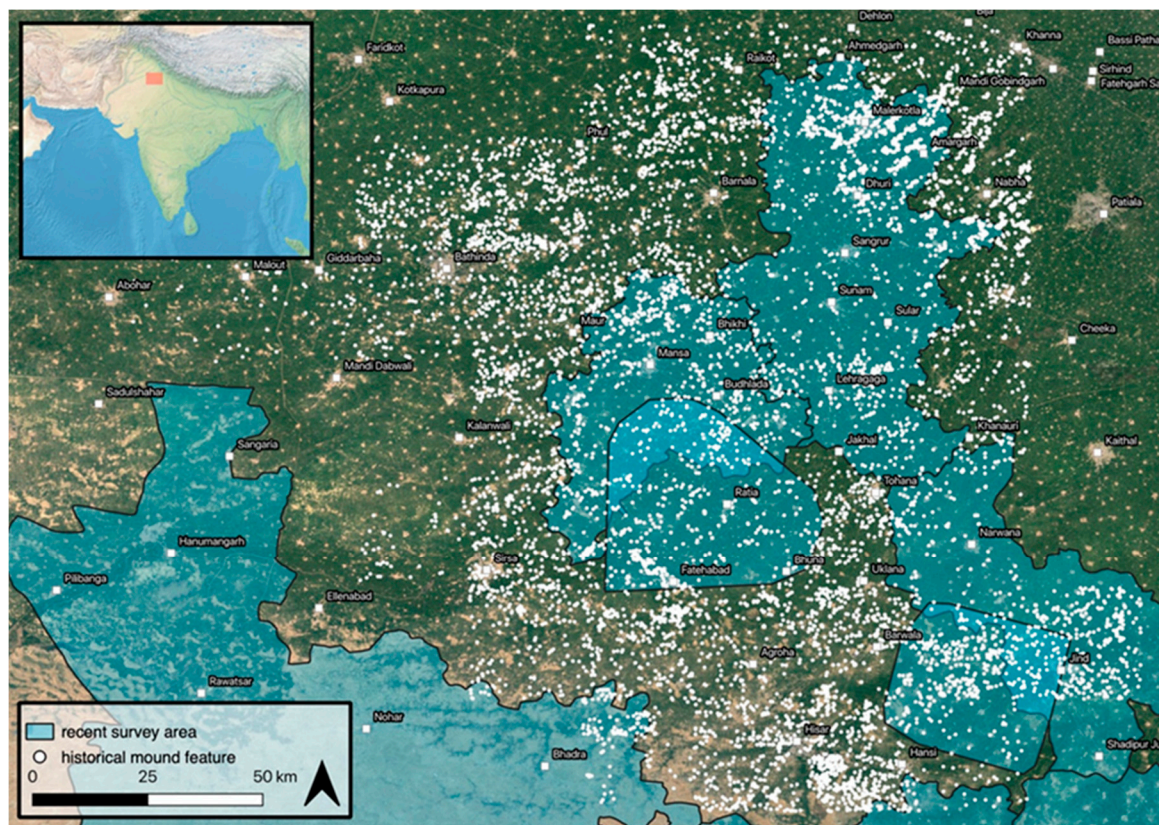 Dehlon
Khanna
Bassi Patha
Faridkot
Raikot
Ahmedgarh
Sirhind
Mandi Gobindgarh
Fatehgarh Sa
Kotkapura
Malerkotla
Phul
Amargarh
Barnala
Dhuri
Nabha
Patiala
Sangrur
Malout
Giddarbaha
Bathinda
Abohar
Sunam
Sular
Maur
Bhikhi
Cheeka
Mansa
Mandi Dabwali
Budhlada
Lehragaga
Sadulshahar
Kalanwali
Jakhal
Khanauri
Kaithal
Sangaria
Tohana
Ratia
Hanumangarh
Narwana
Sirsa
Fatehabad
Bhuna
Uklana
Pilibanga
Ellenabad
Barwala
Agroha
Jind
Rawatsar
Nohar
Hisar
Hansi
Bhadra
Shadipur Ju
recent survey area
historical mound feature
0 25 50 km